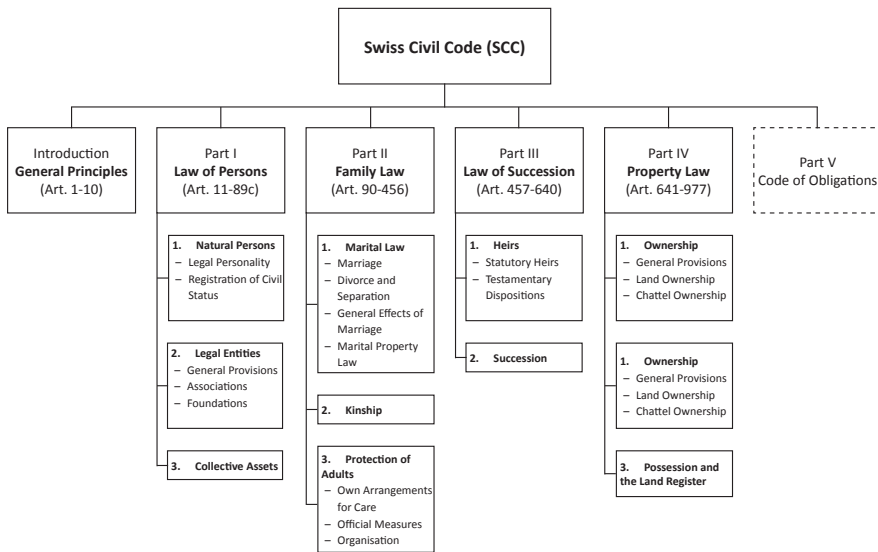 Swiss Civil Code (SCC)
Introduction
General Principles
(Art. 1-10)
Part I
Law of Persons
(Art. 11-89c)
Part II
Family Law
(Art. 90-456)
Part III
Law of Succession
(Art. 457-640)
Part IV
Property Law
(Art. 641-977)
Part V
Code of Obligations
1. Natural Persons
– Legal Personality
– Registration of Civil
Status
2. Legal Entities
– General Provisions
– Associations
– Foundations
3. Collective Assets
1. Marital Law
– Marriage
– Divorce and
Separation
– General Effects of
Marriage
– Marital Property
Law
2. Kinship
3. Protection of
Adults
– Own Arrangements
for Care
– Official Measures
– Organisation
1. Heirs
– Statutory Heirs
– Testamentary
Dispositions
2. Succession
1. Ownership
– General Provisions
– Land Ownership
– Chattel Ownership
1. Ownership
– General Provisions
– Land Ownership
– Chattel Ownership
3. Possession and
the Land Register